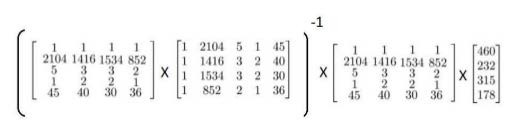 ( [ 1 1 1 1 ] X [ 1 2104 5 1 45 ] )^-1 X [ 1 1 1 1 ] X [ 460 ]
2104 1416 1534 852   1 1416 3 2 40   2104 1416 1534 852   232
5 3 3 2   1 1534 3 2 30   5 3 3 2   315
1 2 2 1   1 852 2 1 36   1 2 2 1   178
45 40 30 36   45 40 30 36